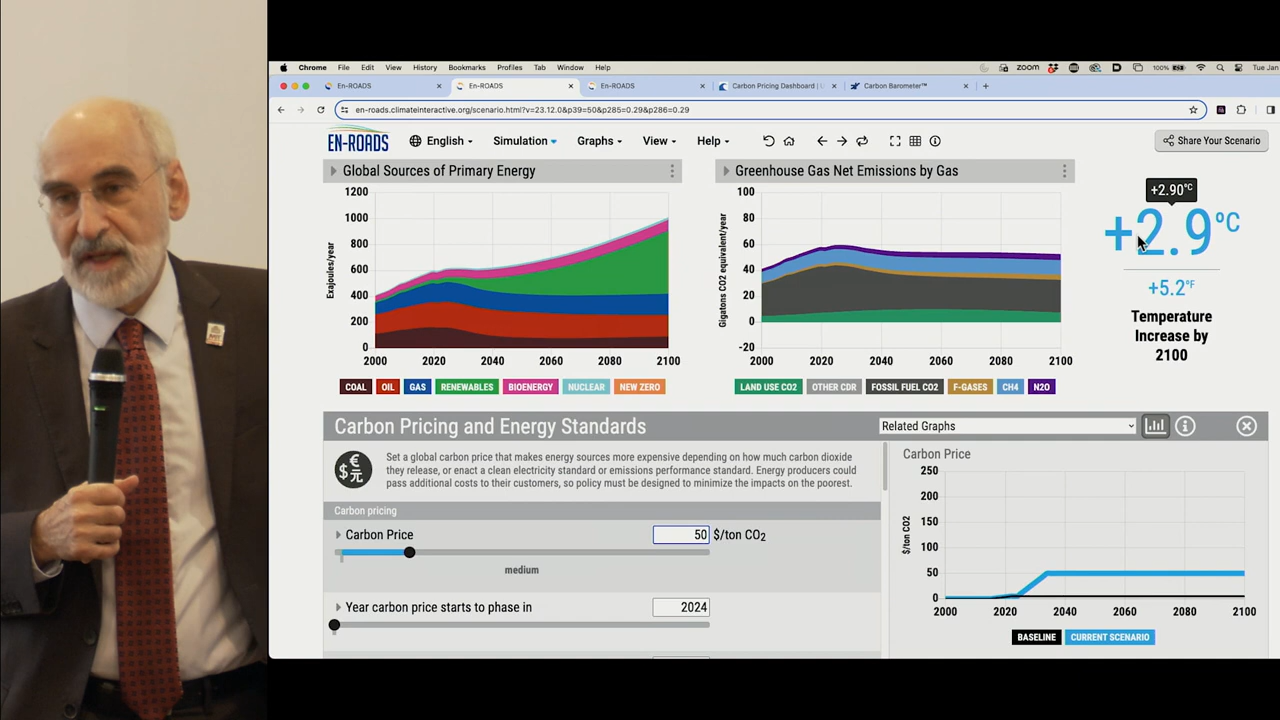 Chrome File Edit View History Bookmarks Profiles Tab Window Help
zoom 100% Tue Jan
En-ROADS En-ROADS En-ROADS Carbon Pricing Dashboard | Carbon Barometer™
en-roads.climateinteractive.org/scenario.html?v=23.12.0&p39=50&p285=0.29&p286=0.29
EN-ROADS English Simulation Graphs View Help Share Your Scenario
Global Sources of Primary Energy
1200
1000
800
600
400
200
0
Exajoules/year
2000 2020 2040 2060 2080 2100
COAL OIL GAS RENEWABLES BIOENERGY NUCLEAR NEW ZERO
Greenhouse Gas Net Emissions by Gas
100
80
60
40
20
0
-20
Gigatons CO2 equivalent/year
2000 2020 2040 2060 2080 2100
LAND USE CO2 OTHER CDR FOSSIL FUEL CO2 F-GASES CH4 N2O
+2.90°C
+2.9°C
+5.2°F
Temperature
Increase by
2100
Carbon Pricing and Energy Standards
Related Graphs
$ € 元
Set a global carbon price that makes energy sources more expensive depending on how much carbon dioxide
they release, or enact a clean electricity standard or emissions performance standard. Energy producers could
pass additional costs to their customers, so policy must be designed to minimize the impacts on the poorest.
Carbon pricing
Carbon Price 50 $/ton CO₂
medium
Year carbon price starts to phase in 2024
Carbon Price
250
200
150
100
50
0
$/ton CO2
2000 2020 2040 2060 2080 2100
BASELINE CURRENT SCENARIO